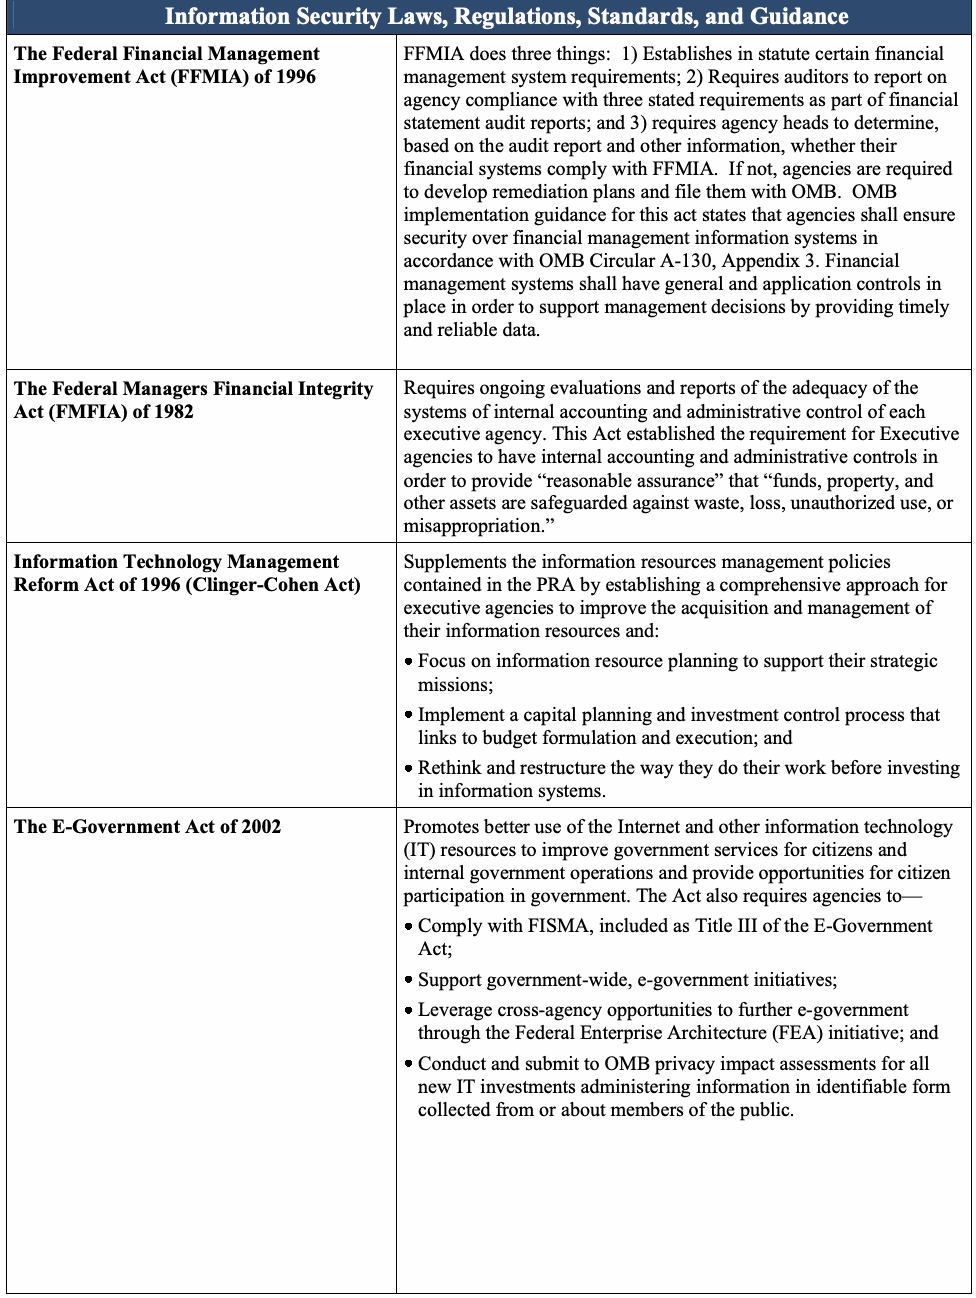 Information Security Laws, Regulations, Standards, and Guidance
The Federal Financial Management
Improvement Act (FFMIA) of 1996
FFMIA does three things:  1) Establishes in statute certain financial
management system requirements; 2) Requires auditors to report on
agency compliance with three stated requirements as part of financial
statement audit reports; and 3) requires agency heads to determine,
based on the audit report and other information, whether their
financial systems comply with FFMIA.  If not, agencies are required
to develop remediation plans and file them with OMB.  OMB
implementation guidance for this act states that agencies shall ensure
security over financial management information systems in
accordance with OMB Circular A-130, Appendix 3. Financial
management systems shall have general and application controls in
place in order to support management decisions by providing timely
and reliable data.
The Federal Managers Financial Integrity
Act (FMFIA) of 1982
Requires ongoing evaluations and reports of the adequacy of the
systems of internal accounting and administrative control of each
executive agency. This Act established the requirement for Executive
agencies to have internal accounting and administrative controls in
order to provide “reasonable assurance” that “funds, property, and
other assets are safeguarded against waste, loss, unauthorized use, or
misappropriation.”
Information Technology Management
Reform Act of 1996 (Clinger-Cohen Act)
Supplements the information resources management policies
contained in the PRA by establishing a comprehensive approach for
executive agencies to improve the acquisition and management of
their information resources and:
• Focus on information resource planning to support their strategic
missions;
• Implement a capital planning and investment control process that
links to budget formulation and execution; and
• Rethink and restructure the way they do their work before investing
in information systems.
The E-Government Act of 2002
Promotes better use of the Internet and other information technology
(IT) resources to improve government services for citizens and
internal government operations and provide opportunities for citizen
participation in government. The Act also requires agencies to—
• Comply with FISMA, included as Title III of the E-Government
Act;
• Support government-wide, e-government initiatives;
• Leverage cross-agency opportunities to further e-government
through the Federal Enterprise Architecture (FEA) initiative; and
• Conduct and submit to OMB privacy impact assessments for all
new IT investments administering information in identifiable form
collected from or about members of the public.